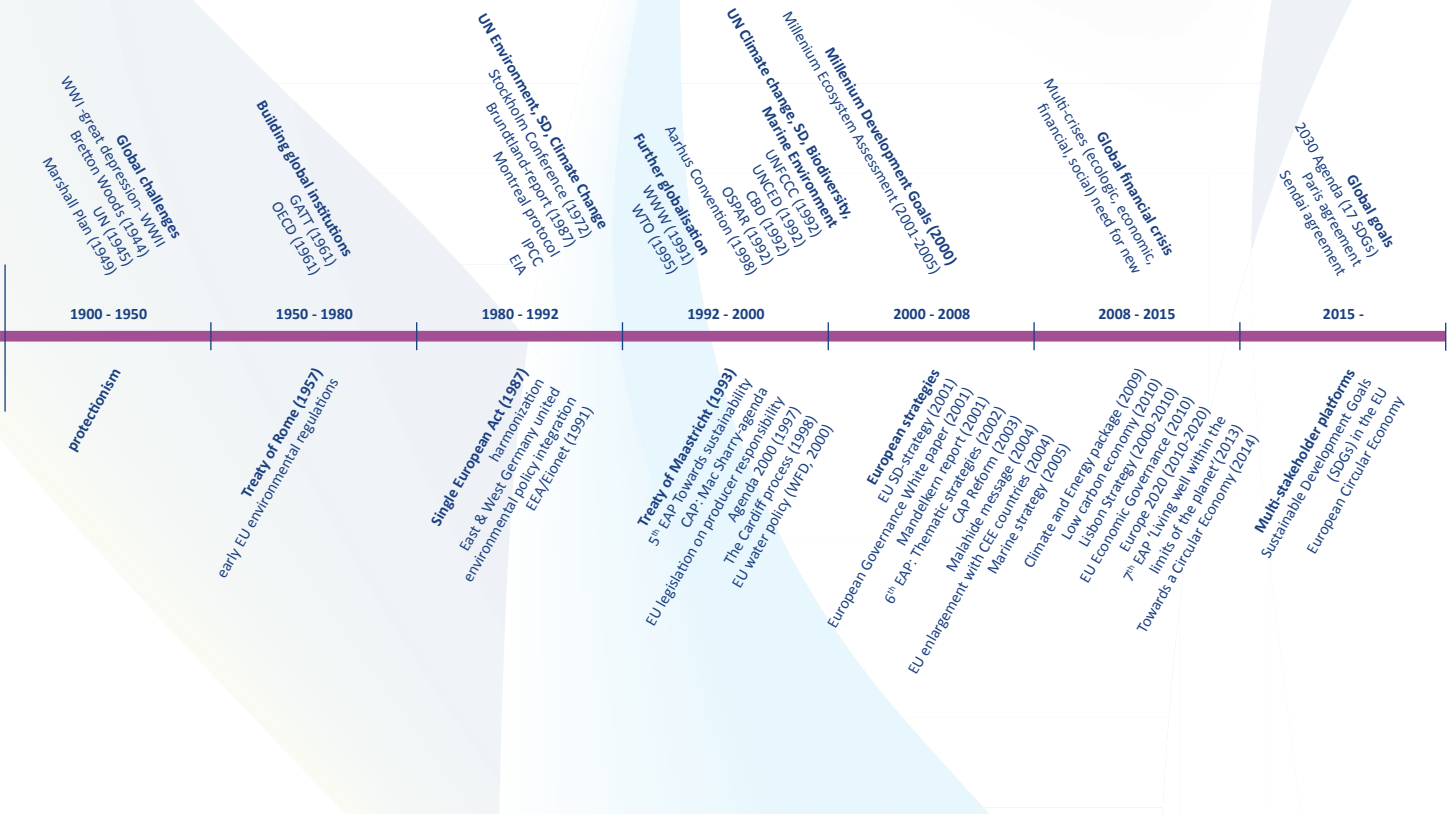 Global challenges
WWI -great depression- WWII
Bretton Woods (1944)
UN (1945)
Marshall Plan (1949)
Building global institutions
GATT (1961)
OECD (1961)
UN Environment, SD, Climate Change
Stockholm Conference (1972)
Brundtland-report (1987)
Montreal protocol
IPCC
EIA
Further globalisation
WWW (1991)
WTO (1995)
UN Climate change, SD, Biodiversity,
Marine Environment
UNFCCC (1992)
UNCED (1992)
CBD (1992)
OSPAR (1992)
Aarhus Convention (1998)
Millenium Development Goals (2000)
Millenium Ecosystem Assessment (2001-2005)
Global financial crisis
Multi-crises (ecologic, economic,
financial, social) need for new
Global goals
2030 Agenda (17 SDGs)
Paris agreement
Sendai agreement
1900 - 1950
1950 - 1980
1980 - 1992
1992 - 2000
2000 - 2008
2008 - 2015
2015 -
protectionism
Treaty of Rome (1957)
early EU environmental regulations
Single European Act (1987)
harmonization
East & West Germany united
environmental policy integration
EEA/Eionet (1991)
Treaty of Maastricht (1993)
5th EAP Towards sustainability
CAP: Mac Sharry-agenda
EU legislation on producer responsibility
Agenda 2000 (1997)
The Cardiff process (1998)
EU water policy (WFD, 2000)
European strategies
EU SD-strategy (2001)
European Governance White paper (2001)
Mandelkern report (2001)
6th EAP: Thematic strategies (2002)
CAP Reform (2003)
Malahide message (2004)
EU enlargement with CEE countries (2004)
Marine strategy (2005)
Climate and Energy package (2009)
Low carbon economy (2010)
Lisbon Strategy (2000-2010)
EU Economic Governance (2010)
Europe 2020 (2010-2020)
7th EAP ‘Living well within the
limits of the planet’ (2013)
Towards a Circular Economy (2014)
Multi-stakeholder platforms
Sustainable Development Goals
(SDGs) in the EU
European Circular Economy